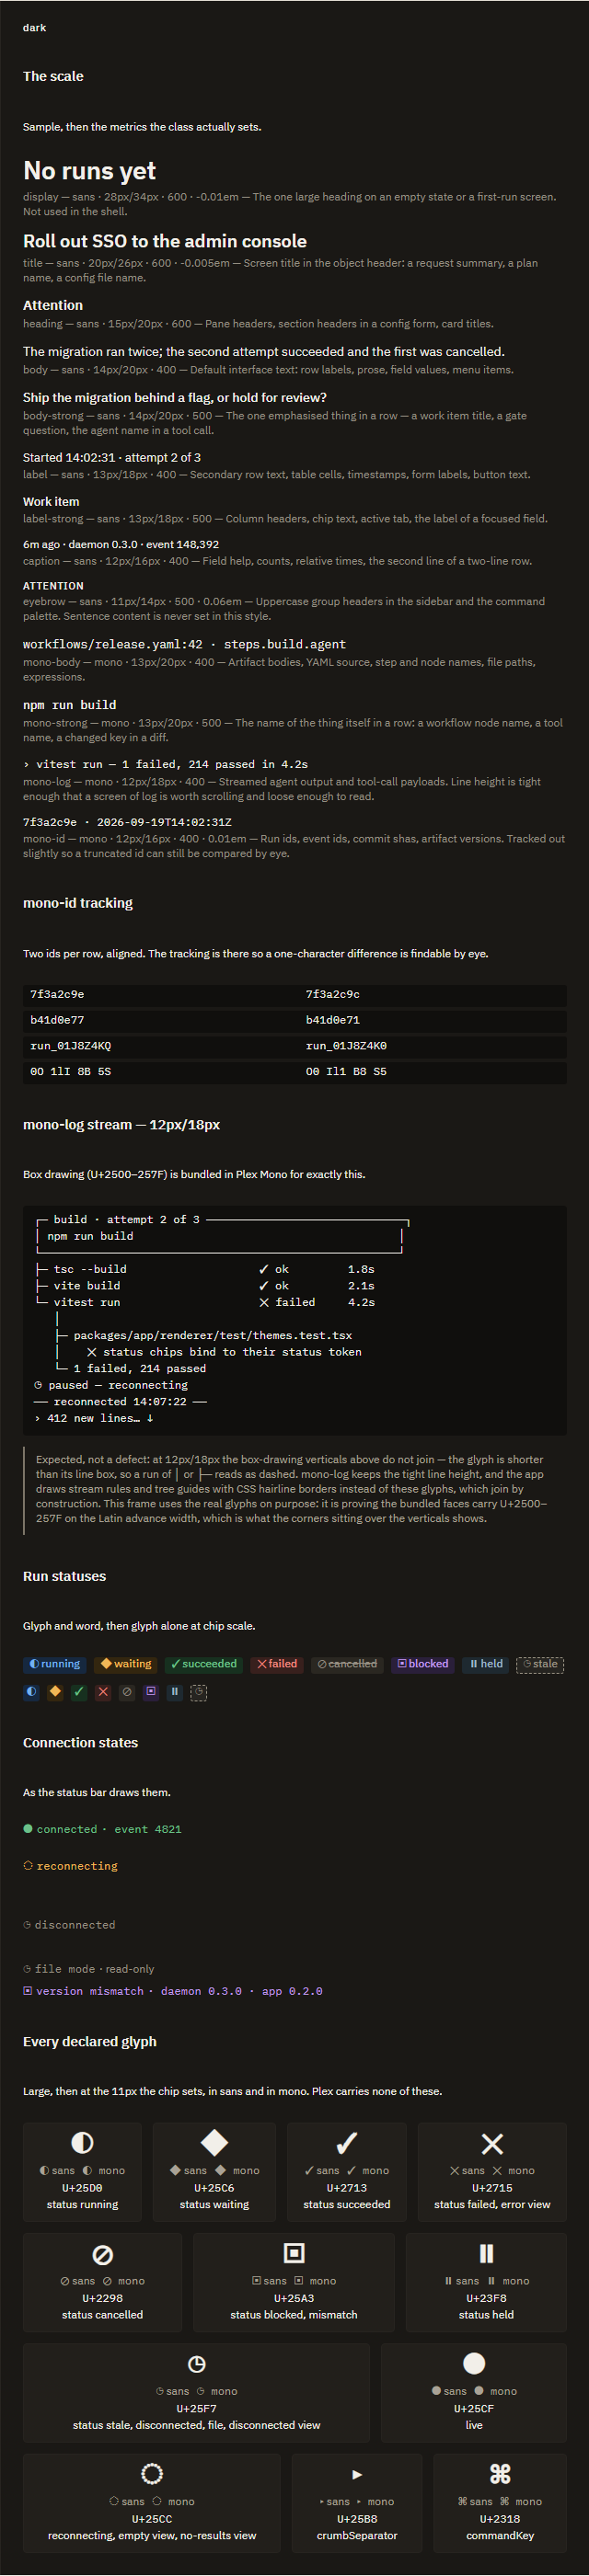 dark
The scale
Sample, then the metrics the class actually sets.
No runs yet
display — sans · 28px/34px · 600 · -0.01em — The one large heading on an empty state or a first-run screen.
Not used in the shell.
Roll out SSO to the admin console
title — sans · 20px/26px · 600 · -0.005em — Screen title in the object header: a request summary, a plan
name, a config file name.
Attention
heading — sans · 15px/20px · 600 — Pane headers, section headers in a config form, card titles.
The migration ran twice; the second attempt succeeded and the first was cancelled.
body — sans · 14px/20px · 400 — Default interface text: row labels, prose, field values, menu items.
Ship the migration behind a flag, or hold for review?
body-strong — sans · 14px/20px · 500 — The one emphasised thing in a row — a work item title, a gate
question, the agent name in a tool call.
Started 14:02:31 · attempt 2 of 3
label — sans · 13px/18px · 400 — Secondary row text, table cells, timestamps, form labels, button text.
Work item
label-strong — sans · 13px/18px · 500 — Column headers, chip text, active tab, the label of a focused field.
6m ago · daemon 0.3.0 · event 148,392
caption — sans · 12px/16px · 400 — Field help, counts, relative times, the second line of a two-line row.
ATTENTION
eyebrow — sans · 11px/14px · 500 · 0.06em — Uppercase group headers in the sidebar and the command
palette. Sentence content is never set in this style.
workflows/release.yaml:42 · steps.build.agent
mono-body — mono · 13px/20px · 400 — Artifact bodies, YAML source, step and node names, file paths,
expressions.
npm run build
mono-strong — mono · 13px/20px · 500 — The name of the thing itself in a row: a workflow node name, a tool
name, a changed key in a diff.
› vitest run — 1 failed, 214 passed in 4.2s
mono-log — mono · 12px/18px · 400 — Streamed agent output and tool-call payloads. Line height is tight
enough that a screen of log is worth scrolling and loose enough to read.
7f3a2c9e · 2026-09-19T14:02:31Z
mono-id — mono · 12px/16px · 400 · 0.01em — Run ids, event ids, commit shas, artifact versions. Tracked out
slightly so a truncated id can still be compared by eye.
mono-id tracking
Two ids per row, aligned. The tracking is there so a one-character difference is findable by eye.
7f3a2c9e 7f3a2c9c
b41d0e77 b41d0e71
run_01J8Z4KQ run_01J8Z4K0
0O 1lI 8B 5S O0 Il1 B8 S5
mono-log stream — 12px/18px
Box drawing (U+2500–257F) is bundled in Plex Mono for exactly this.
┌─ build · attempt 2 of 3 ──────────────────────────────┐
│ npm run build │
└──────────────────────────────────────────────────────┘
├─ tsc --build ✓ ok 1.8s
├─ vite build ✓ ok 2.1s
└─ vitest run ✕ failed 4.2s
│
├─ packages/app/renderer/test/themes.test.tsx
│ ✕ status chips bind to their status token
└─ 1 failed, 214 passed
◷ paused — reconnecting
── reconnected 14:07:22 ──
› 412 new lines… ↓
Expected, not a defect: at 12px/18px the box-drawing verticals above do not join — the glyph is shorter
than its line box, so a run of │ or ├─ reads as dashed. mono-log keeps the tight line height, and the app
draws stream rules and tree guides with CSS hairline borders instead of these glyphs, which join by
construction. This frame uses the real glyphs on purpose: it is proving the bundled faces carry U+2500–
257F on the Latin advance width, which is what the corners sitting over the verticals shows.
Run statuses
Glyph and word, then glyph alone at chip scale.
◐ running ◆ waiting ✓ succeeded ✕ failed ⊘ cancelled ▣ blocked ⏸ held ◷ stale
◐ ◆ ✓ ✕ ⊘ ▣ ⏸ ◷
Connection states
As the status bar draws them.
● connected · event 4821
◌ reconnecting
◷ disconnected
◷ file mode · read-only
▣ version mismatch · daemon 0.3.0 · app 0.2.0
Every declared glyph
Large, then at the 11px the chip sets, in sans and in mono. Plex carries none of these.
◐ ◆ ✓ ✕
◐ sans ◐ mono ◆ sans ◆ mono ✓ sans ✓ mono ✕ sans ✕ mono
U+25D0 U+25C6 U+2713 U+2715
status running status waiting status succeeded status failed, error view
⊘ ▣ ⏸
⊘ sans ⊘ mono ▣ sans ▣ mono ⏸ sans ⏸ mono
U+2298 U+25A3 U+23F8
status cancelled status blocked, mismatch status held
◷ ●
◷ sans ◷ mono ● sans ● mono
U+25F7 U+25CF
status stale, disconnected, file, disconnected view live
◌ ▸ ⌘
◌ sans ◌ mono ▸ sans ▸ mono ⌘ sans ⌘ mono
U+25CC U+25B8 U+2318
reconnecting, empty view, no-results view crumbSeparator commandKey